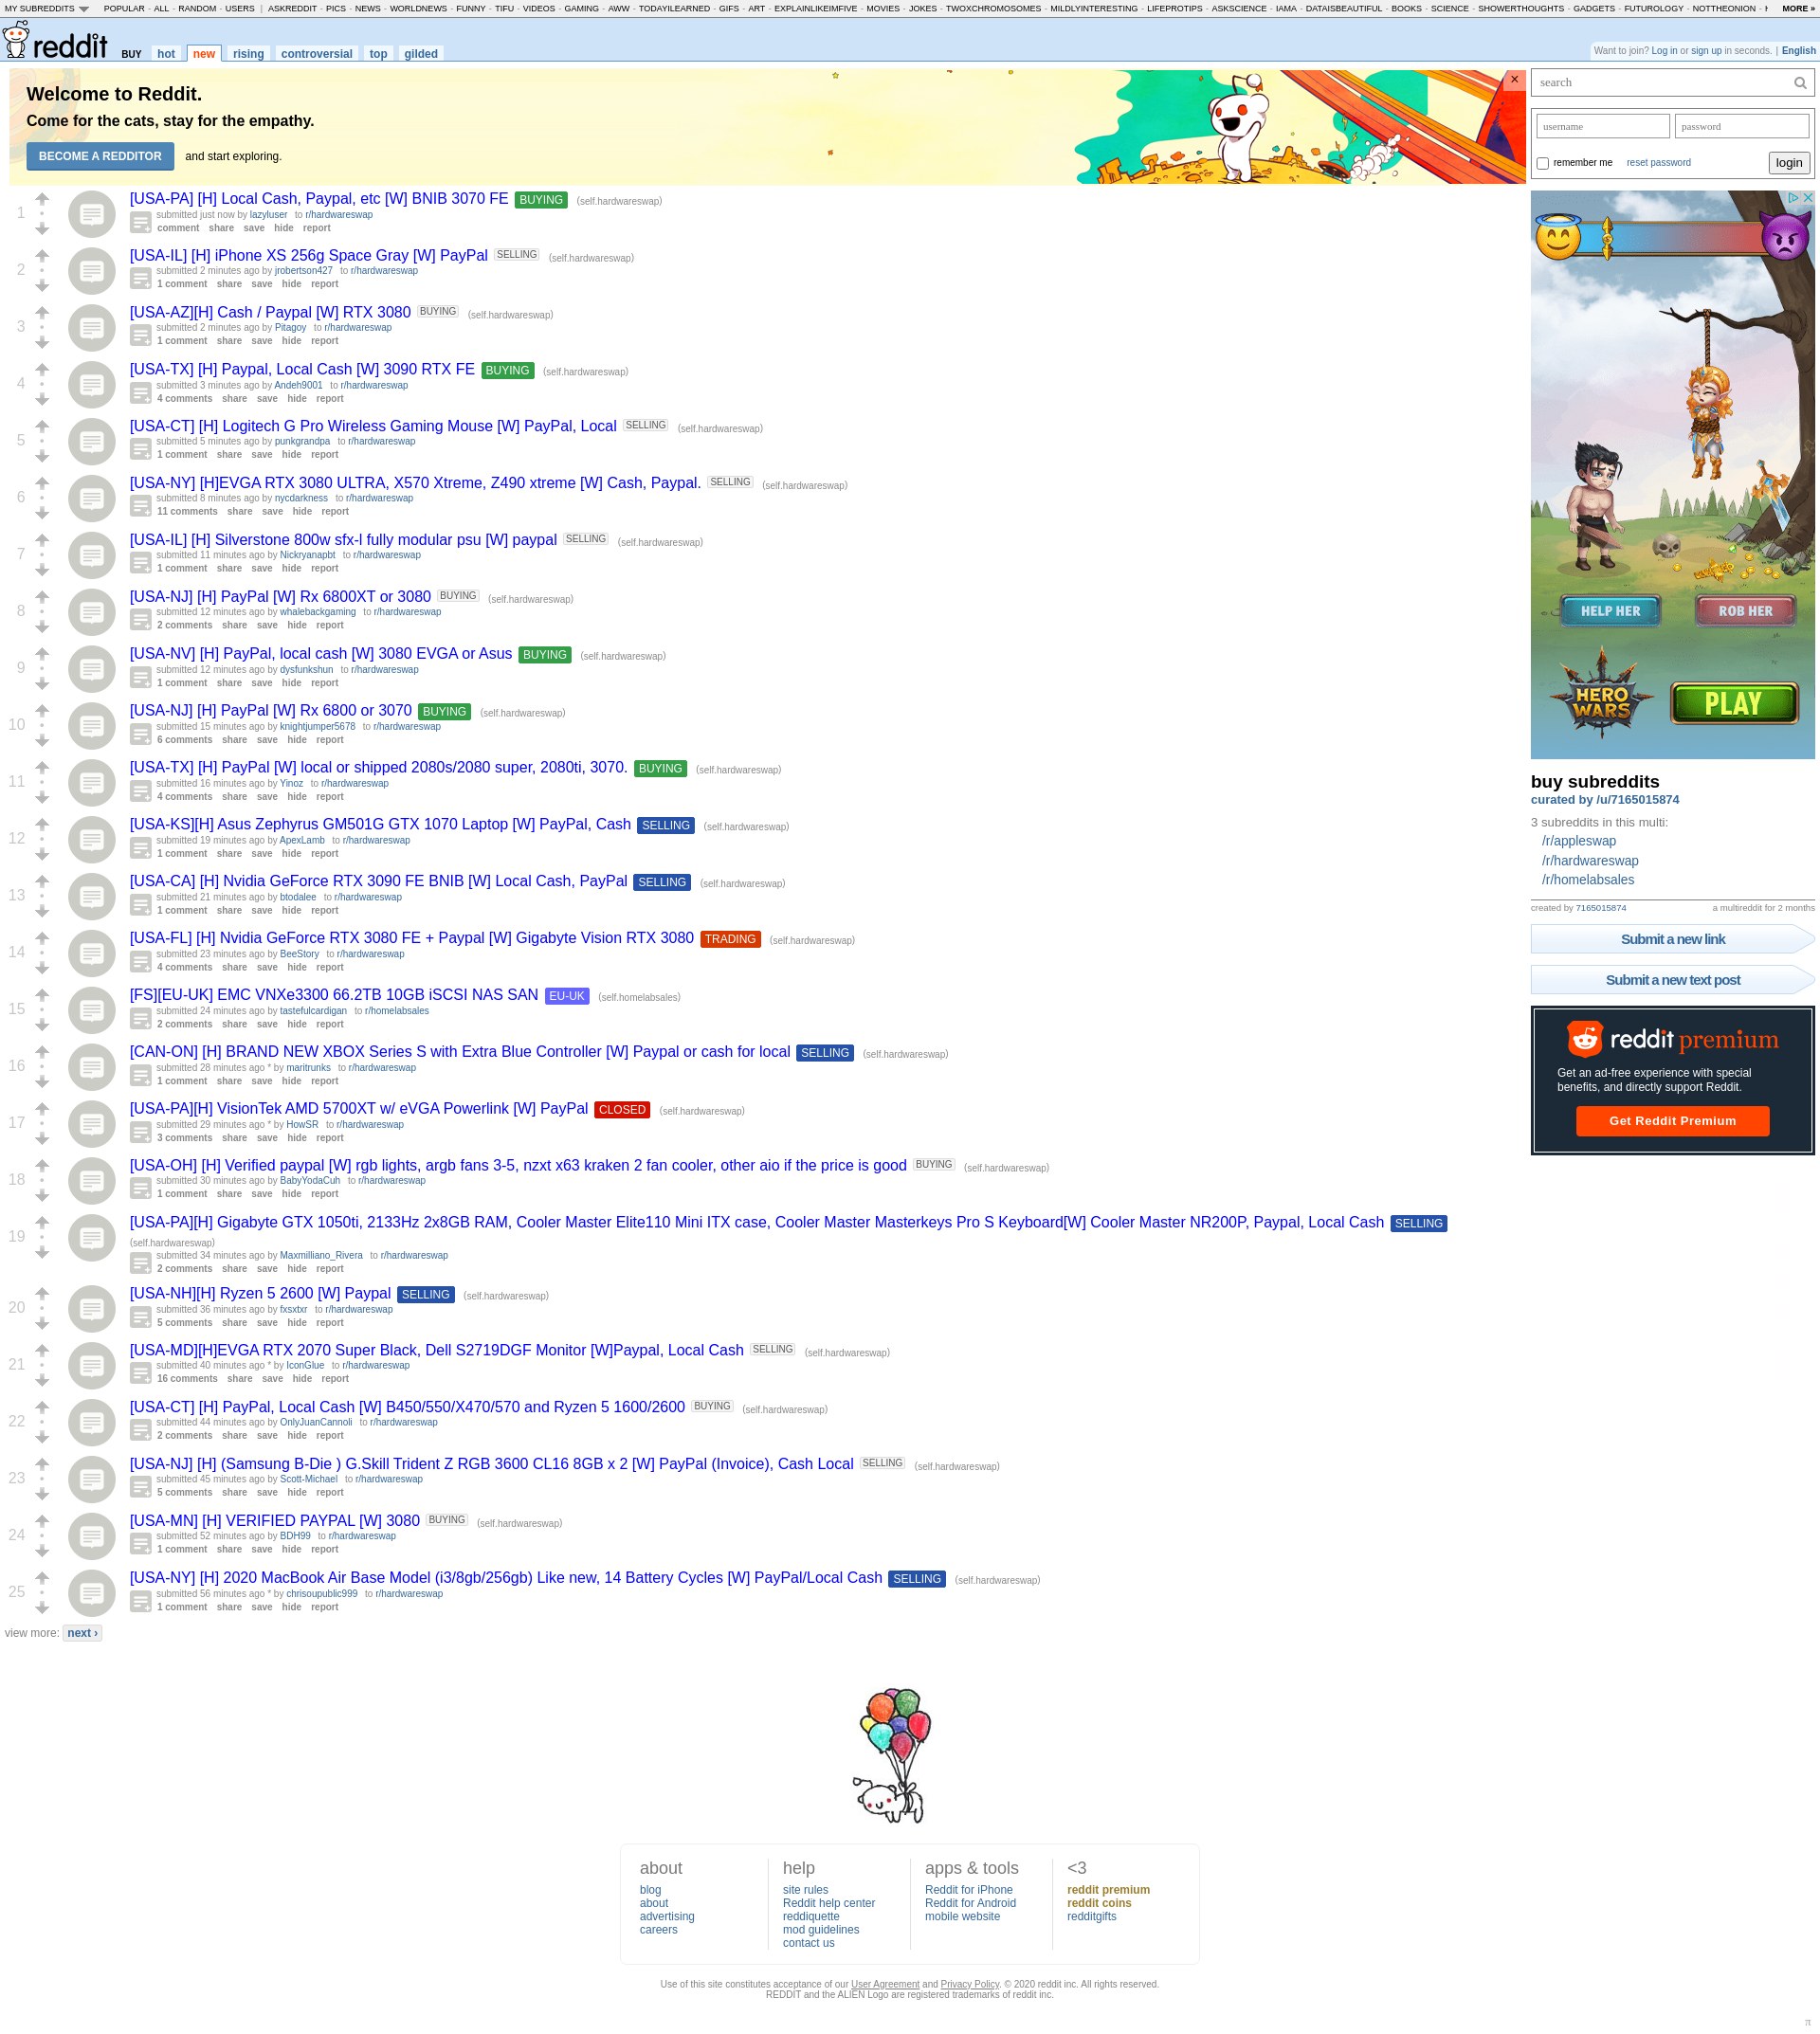 MY SUBREDDITS POPULAR - ALL - RANDOM - USERS | ASKREDDIT - PICS - NEWS - WORLDNEWS - FUNNY - TIFU - VIDEOS - GAMING - AWW - TODAYILEARNED - GIFS - ART - EXPLAINLIKEIMFIVE - MOVIES - JOKES - TWOXCHROMOSOMES - MILDLYINTERESTING - LIFEPROTIPS - ASKSCIENCE - IAMA - DATAISBEAUTIFUL - BOOKS - SCIENCE - SHOWERTHOUGHTS - GADGETS - FUTUROLOGY - NOTTHEONION - MORE »
reddit BUY hot new rising controversial top gilded
Want to join? Log in or sign up in seconds. | English
Welcome to Reddit.
Come for the cats, stay for the empathy.
BECOME A REDDITOR and start exploring.
×
1
[USA-PA] [H] Local Cash, Paypal, etc [W] BNIB 3070 FE BUYING (self.hardwareswap)
submitted just now by lazyluser to r/hardwareswap
comment share save hide report
2
[USA-IL] [H] iPhone XS 256g Space Gray [W] PayPal SELLING (self.hardwareswap)
submitted 2 minutes ago by jrobertson427 to r/hardwareswap
1 comment share save hide report
3
[USA-AZ][H] Cash / Paypal [W] RTX 3080 BUYING (self.hardwareswap)
submitted 2 minutes ago by Pitagoy to r/hardwareswap
1 comment share save hide report
4
[USA-TX] [H] Paypal, Local Cash [W] 3090 RTX FE BUYING (self.hardwareswap)
submitted 3 minutes ago by Andeh9001 to r/hardwareswap
4 comments share save hide report
5
[USA-CT] [H] Logitech G Pro Wireless Gaming Mouse [W] PayPal, Local SELLING (self.hardwareswap)
submitted 5 minutes ago by punkgrandpa to r/hardwareswap
1 comment share save hide report
6
[USA-NY] [H]EVGA RTX 3080 ULTRA, X570 Xtreme, Z490 xtreme [W] Cash, Paypal. SELLING (self.hardwareswap)
submitted 8 minutes ago by nycdarkness to r/hardwareswap
11 comments share save hide report
7
[USA-IL] [H] Silverstone 800w sfx-l fully modular psu [W] paypal SELLING (self.hardwareswap)
submitted 11 minutes ago by Nickryanapbt to r/hardwareswap
1 comment share save hide report
8
[USA-NJ] [H] PayPal [W] Rx 6800XT or 3080 BUYING (self.hardwareswap)
submitted 12 minutes ago by whalebackgaming to r/hardwareswap
2 comments share save hide report
9
[USA-NV] [H] PayPal, local cash [W] 3080 EVGA or Asus BUYING (self.hardwareswap)
submitted 12 minutes ago by dysfunkshun to r/hardwareswap
1 comment share save hide report
10
[USA-NJ] [H] PayPal [W] Rx 6800 or 3070 BUYING (self.hardwareswap)
submitted 15 minutes ago by knightjumper5678 to r/hardwareswap
6 comments share save hide report
11
[USA-TX] [H] PayPal [W] local or shipped 2080s/2080 super, 2080ti, 3070. BUYING (self.hardwareswap)
submitted 16 minutes ago by Yinoz to r/hardwareswap
4 comments share save hide report
12
[USA-KS][H] Asus Zephyrus GM501G GTX 1070 Laptop [W] PayPal, Cash SELLING (self.hardwareswap)
submitted 19 minutes ago by ApexLamb to r/hardwareswap
1 comment share save hide report
13
[USA-CA] [H] Nvidia GeForce RTX 3090 FE BNIB [W] Local Cash, PayPal SELLING (self.hardwareswap)
submitted 21 minutes ago by btodalee to r/hardwareswap
1 comment share save hide report
14
[USA-FL] [H] Nvidia GeForce RTX 3080 FE + Paypal [W] Gigabyte Vision RTX 3080 TRADING (self.hardwareswap)
submitted 23 minutes ago by BeeStory to r/hardwareswap
4 comments share save hide report
15
[FS][EU-UK] EMC VNXe3300 66.2TB 10GB iSCSI NAS SAN EU-UK (self.homelabsales)
submitted 24 minutes ago by tastefulcardigan to r/homelabsales
2 comments share save hide report
16
[CAN-ON] [H] BRAND NEW XBOX Series S with Extra Blue Controller [W] Paypal or cash for local SELLING (self.hardwareswap)
submitted 28 minutes ago * by maritrunks to r/hardwareswap
1 comment share save hide report
17
[USA-PA][H] VisionTek AMD 5700XT w/ eVGA Powerlink [W] PayPal CLOSED (self.hardwareswap)
submitted 29 minutes ago * by HowSR to r/hardwareswap
3 comments share save hide report
18
[USA-OH] [H] Verified paypal [W] rgb lights, argb fans 3-5, nzxt x63 kraken 2 fan cooler, other aio if the price is good BUYING (self.hardwareswap)
submitted 30 minutes ago by BabyYodaCuh to r/hardwareswap
1 comment share save hide report
19
[USA-PA][H] Gigabyte GTX 1050ti, 2133Hz 2x8GB RAM, Cooler Master Elite110 Mini ITX case, Cooler Master Masterkeys Pro S Keyboard[W] Cooler Master NR200P, Paypal, Local Cash SELLING
(self.hardwareswap)
submitted 34 minutes ago by Maxmilliano_Rivera to r/hardwareswap
2 comments share save hide report
20
[USA-NH][H] Ryzen 5 2600 [W] Paypal SELLING (self.hardwareswap)
submitted 36 minutes ago by fxsxtxr to r/hardwareswap
5 comments share save hide report
21
[USA-MD][H]EVGA RTX 2070 Super Black, Dell S2719DGF Monitor [W]Paypal, Local Cash SELLING (self.hardwareswap)
submitted 40 minutes ago * by IconGlue to r/hardwareswap
16 comments share save hide report
22
[USA-CT] [H] PayPal, Local Cash [W] B450/550/X470/570 and Ryzen 5 1600/2600 BUYING (self.hardwareswap)
submitted 44 minutes ago by OnlyJuanCannoli to r/hardwareswap
2 comments share save hide report
23
[USA-NJ] [H] (Samsung B-Die ) G.Skill Trident Z RGB 3600 CL16 8GB x 2 [W] PayPal (Invoice), Cash Local SELLING (self.hardwareswap)
submitted 45 minutes ago by Scott-Michael to r/hardwareswap
5 comments share save hide report
24
[USA-MN] [H] VERIFIED PAYPAL [W] 3080 BUYING (self.hardwareswap)
submitted 52 minutes ago by BDH99 to r/hardwareswap
1 comment share save hide report
25
[USA-NY] [H] 2020 MacBook Air Base Model (i3/8gb/256gb) Like new, 14 Battery Cycles [W] PayPal/Local Cash SELLING (self.hardwareswap)
submitted 56 minutes ago * by chrisoupublic999 to r/hardwareswap
1 comment share save hide report
view more: next ›
search
username password
remember me reset password login
HELP HER ROB HER
HERO WARS PLAY
buy subreddits
curated by /u/7165015874
3 subreddits in this multi:
/r/appleswap
/r/hardwareswap
/r/homelabsales
created by 7165015874 a multireddit for 2 months
Submit a new link
Submit a new text post
reddit premium
Get an ad-free experience with special
benefits, and directly support Reddit.
Get Reddit Premium
about
blog
about
advertising
careers
help
site rules
Reddit help center
reddiquette
mod guidelines
contact us
apps & tools
Reddit for iPhone
Reddit for Android
mobile website
<3
reddit premium
reddit coins
redditgifts
Use of this site constitutes acceptance of our User Agreement and Privacy Policy. © 2020 reddit inc. All rights reserved.
REDDIT and the ALIEN Logo are registered trademarks of reddit inc.
π